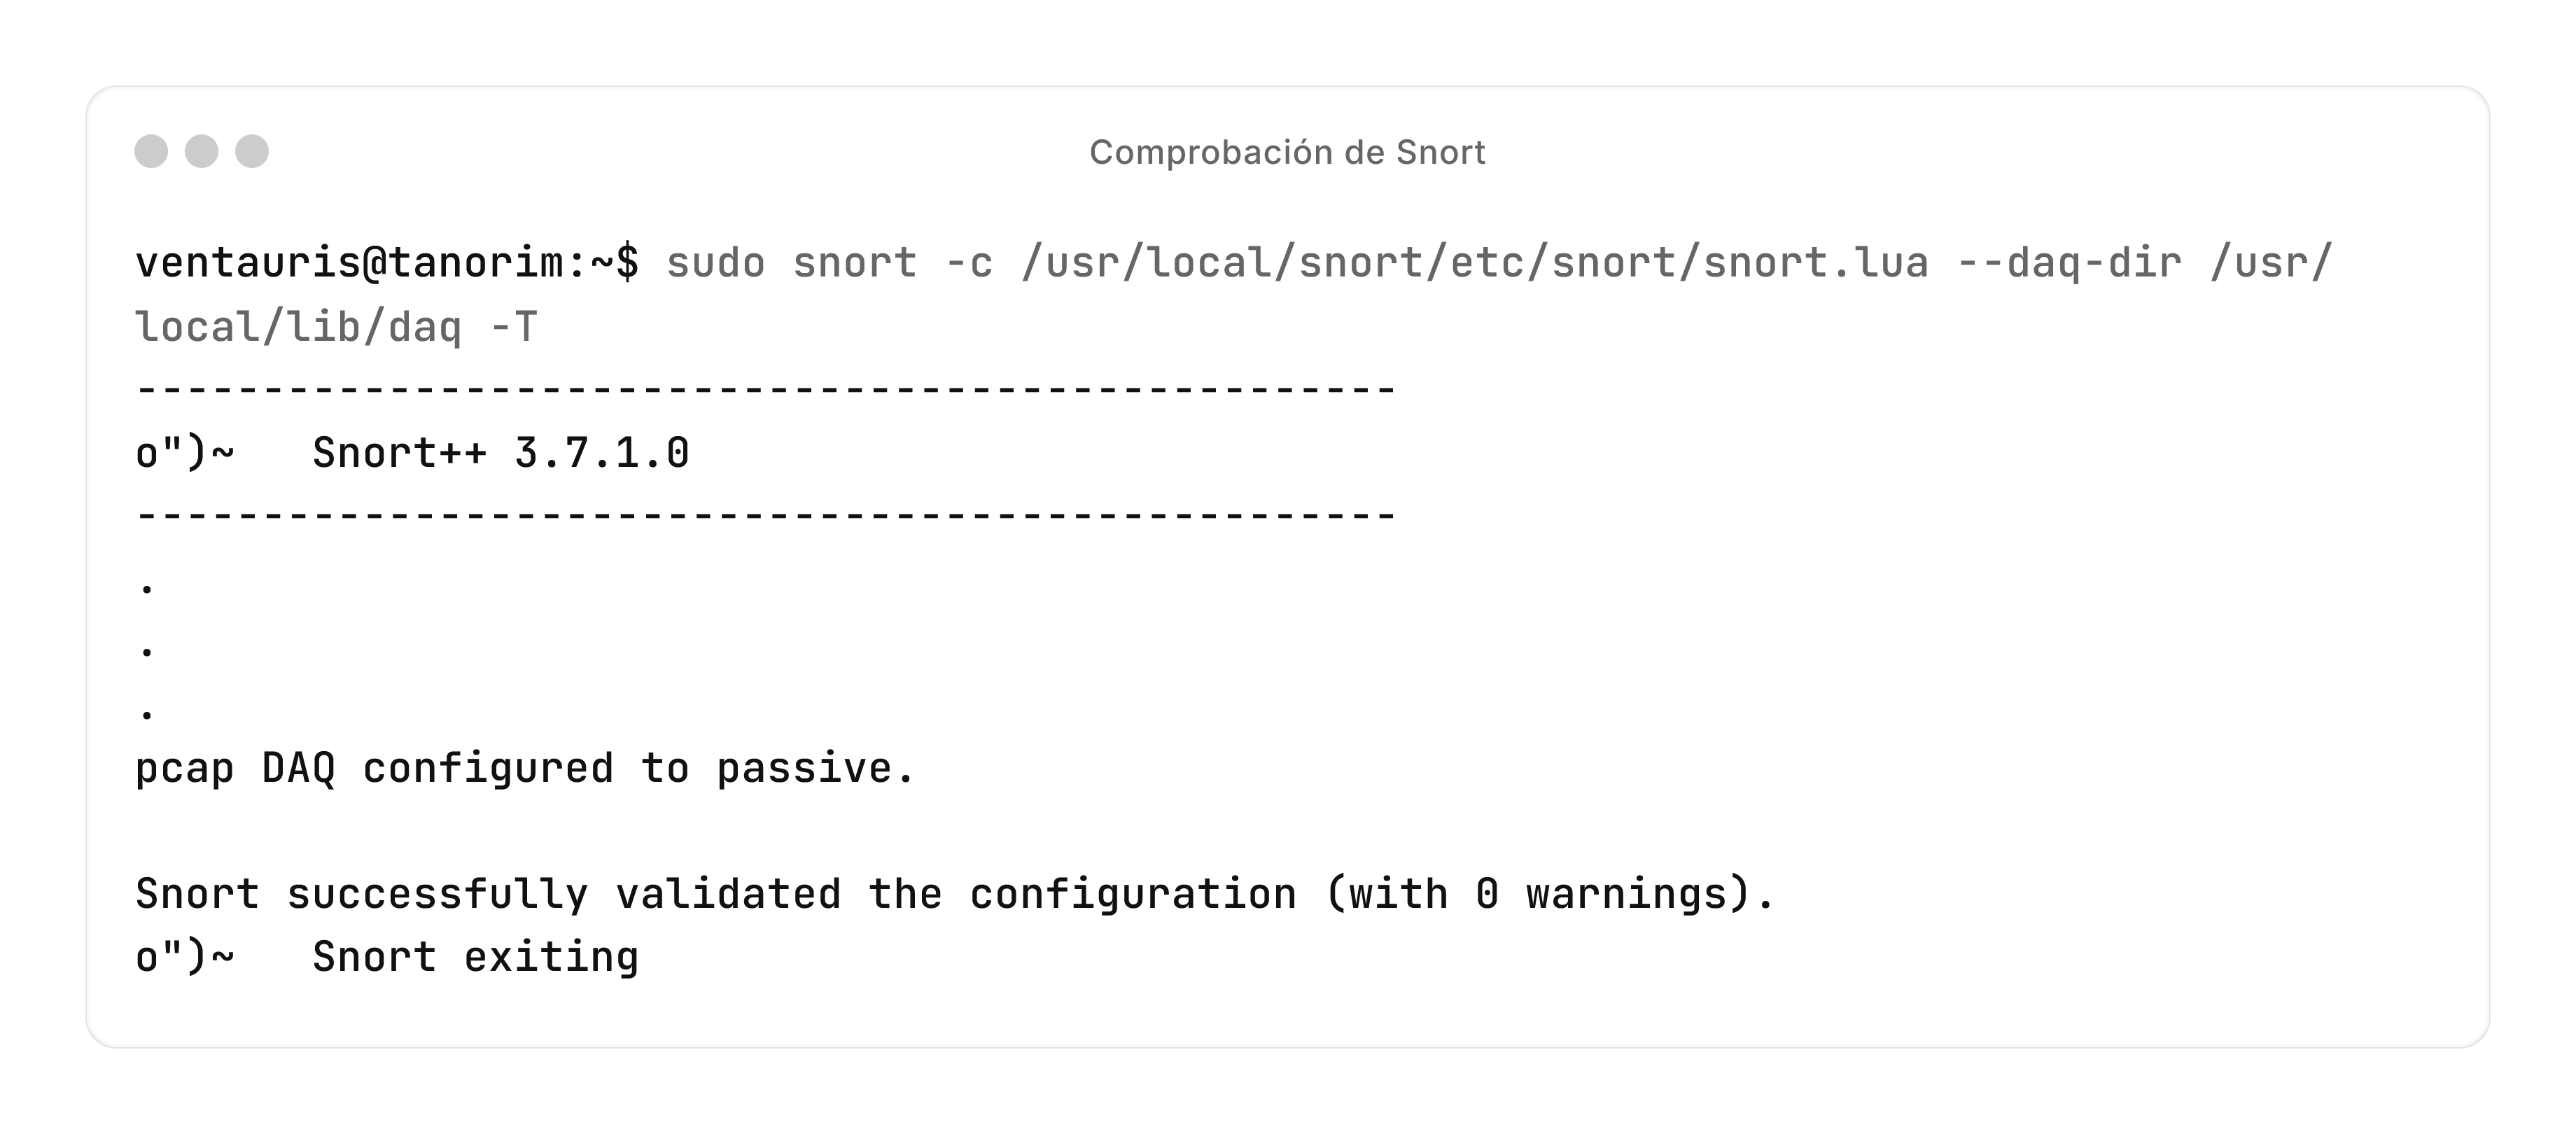 Comprobación de Snort
ventauris@tanorim:~$ sudo snort -c /usr/local/snort/etc/snort/snort.lua --daq-dir /usr/
local/lib/daq -T
--------------------------------------------------
o")~   Snort++ 3.7.1.0
--------------------------------------------------
.
.
.
pcap DAQ configured to passive.
Snort successfully validated the configuration (with 0 warnings).
o")~   Snort exiting